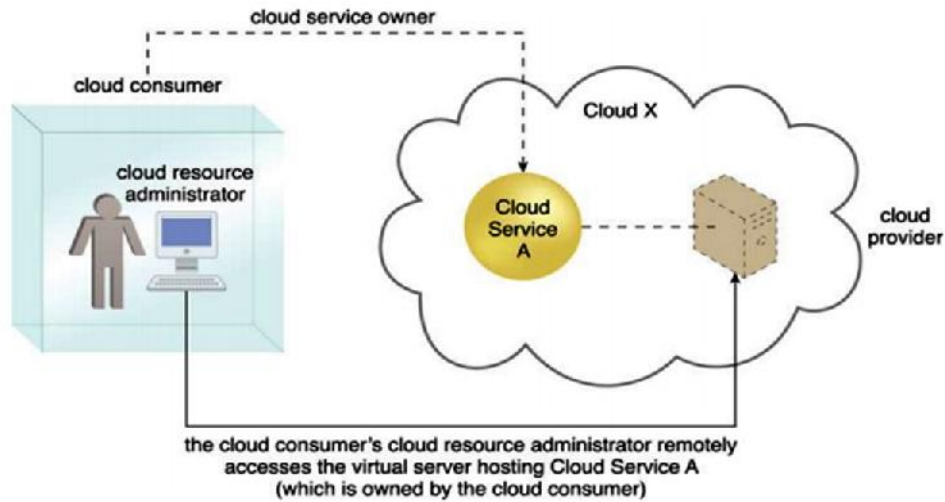 cloud service owner
cloud consumer
cloud resource
administrator
Cloud X
Cloud
Service
A
cloud
provider
the cloud consumer's cloud resource administrator remotely
accesses the virtual server hosting Cloud Service A
(which is owned by the cloud consumer)